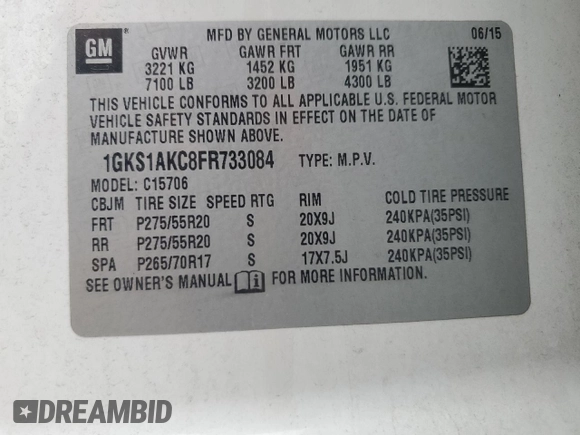 GM MFD BY GENERAL MOTORS LLC 06/15
GVWR GAWR FRT GAWR RR
3221 KG 1452 KG 1951 KG
7100 LB 3200 LB 4300 LB
THIS VEHICLE CONFORMS TO ALL APPLICABLE U.S. FEDERAL MOTOR
VEHICLE SAFETY STANDARDS IN EFFECT ON THE DATE OF
MANUFACTURE SHOWN ABOVE.
1GKS1AKC8FR733084 TYPE: M.P.V.
MODEL: C15706
CBJM TIRE SIZE SPEED RTG RIM COLD TIRE PRESSURE
FRT P275/55R20 S 20X9J 240KPA(35PSI)
RR P275/55R20 S 20X9J 240KPA(35PSI)
SPA P265/70R17 S 17X7.5J 240KPA(35PSI)
SEE OWNER'S MANUAL FOR MORE INFORMATION.
DREAMBID